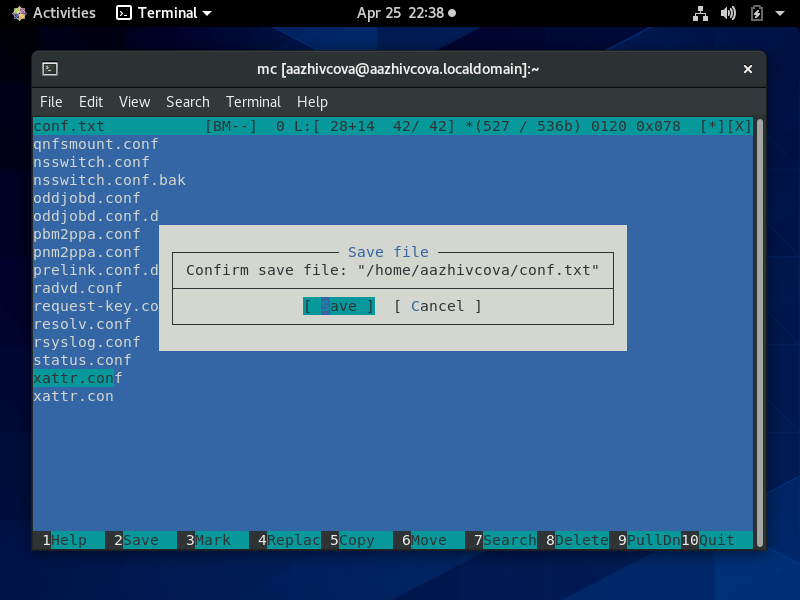 Activities Terminal Apr 25 22:38
mc [aazhivcova@aazhivcova.localdomain]:~
File Edit View Search Terminal Help
conf.txt [BM--] 0 L:[ 28+14 42/ 42] *(527 / 536b) 0120 0x078 [*][X]
qnfsmount.conf
nsswitch.conf
nsswitch.conf.bak
oddjobd.conf
oddjobd.conf.d
pbm2ppa.conf
pnm2ppa.conf
prelink.conf.d
radvd.conf
request-key.co
resolv.conf
rsyslog.conf
status.conf
xattr.conf
xattr.con
Save file
Confirm save file: "/home/aazhivcova/conf.txt"
[ Save ] [ Cancel ]
1Help 2Save 3Mark 4Replac 5Copy 6Move 7Search 8Delete 9PullDn 10Quit